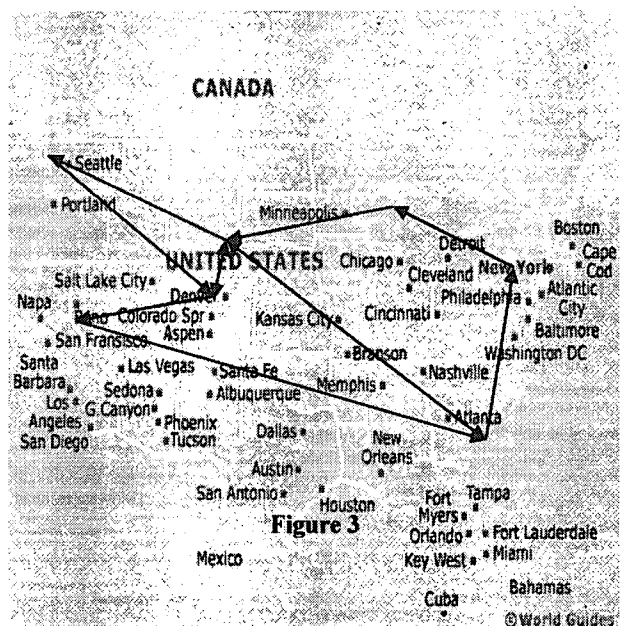 CANADA
Seattle
Portland
Minneapolis
Boston
Detroit
UNITED STATES
Chicago
New York
Cape
Cod
Salt Lake City
Cleveland
Napa
Denver
Philadelphia
Atlantic
City
Reno
Colorado Spr
Kansas City
Cincinnati
Baltimore
San Fransisco
Aspen
Washington DC
Branson
Santa
Barbara
Las Vegas
Santa Fe
Nashville
Memphis
Sedona
Albuquerque
Los
Angeles
G.Canyon
Atlanta
Phoenix
San Diego
Tucson
Dallas
New
Orleans
Austin
San Antonio
Houston
Fort
Myers
Tampa
Figure 3
Orlando
Fort Lauderdale
Mexico
Key West
Miami
Bahamas
Cuba
©World Guides